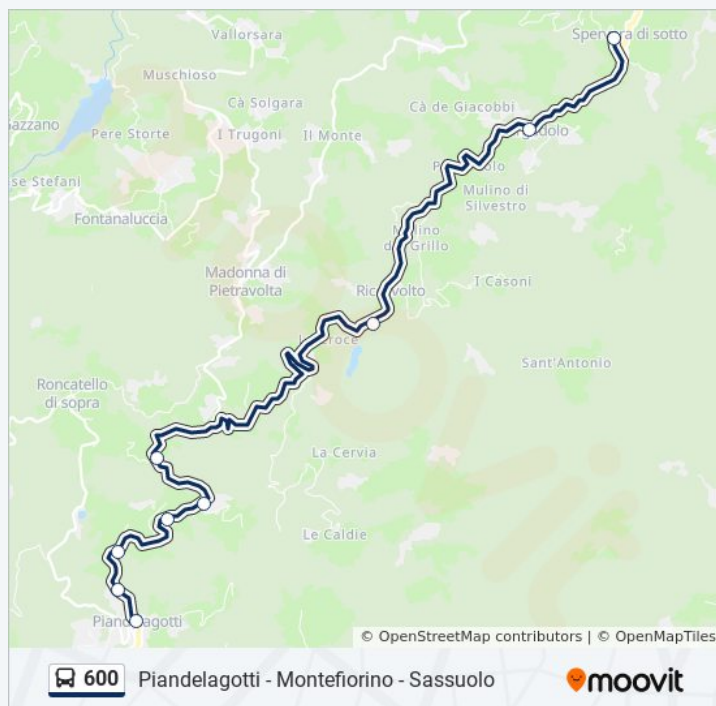 Spervara di sotto
Vallorsara
Muschioso
Cà Solgara
Cà de Giacobbi
Pere Storte
I Trugoni
Il Monte
Mulino di
Silvestro
se Stefani
Fontanaluccia
Madonna di
Pietravolta
I Casoni
Sant'Antonio
Roncatello
di sopra
La Cervia
Le Caldie
Piandelagotti
© OpenStreetMap contributors | © OpenMapTiles
600 Piandelagotti - Montefiorino - Sassuolo
moovit